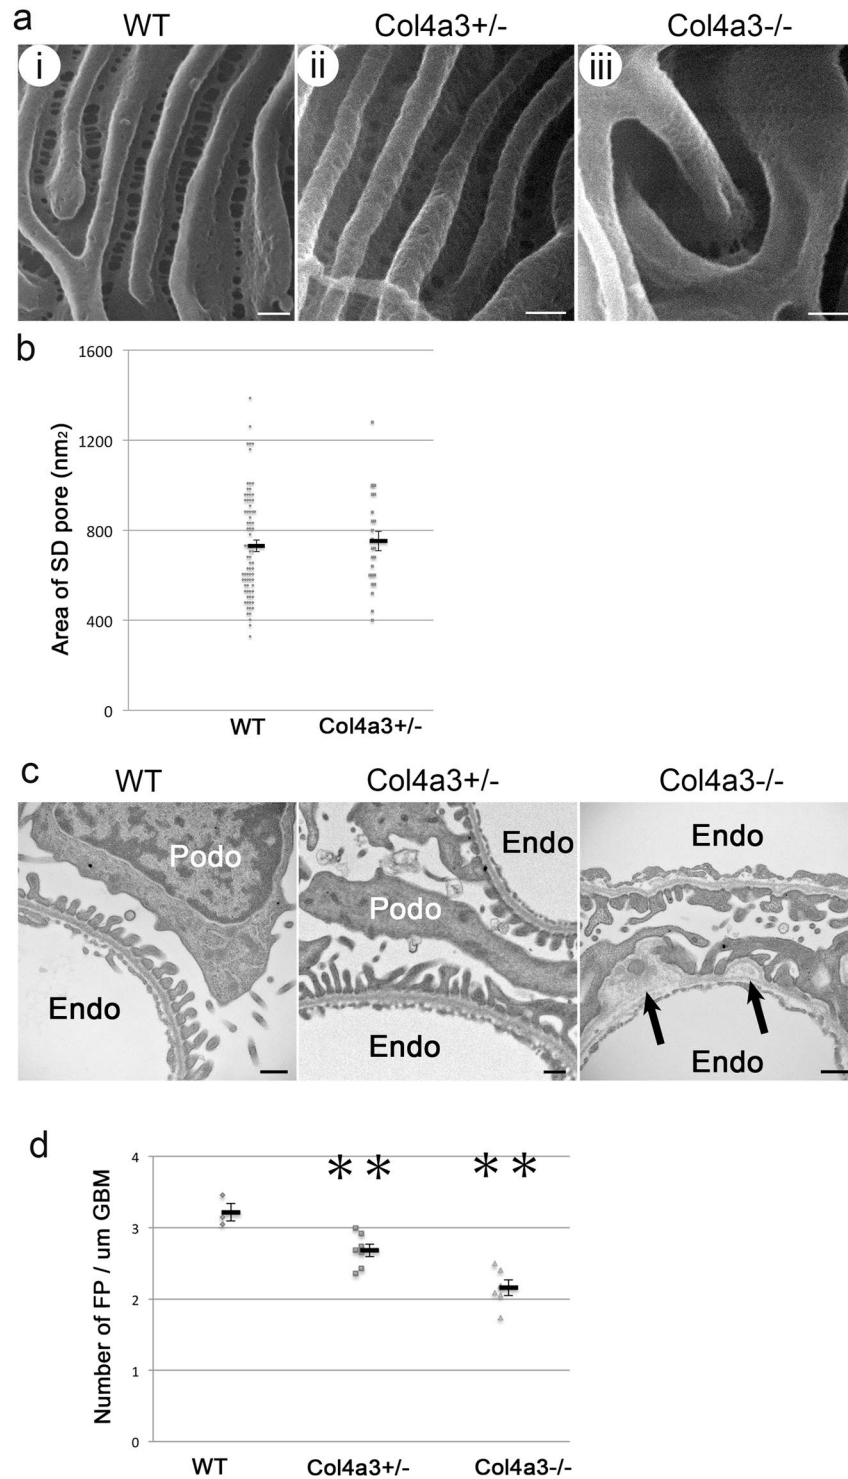 a
WT Col4a3+/- Col4a3-/-
i ii iii
b
1600
1200
800
400
0
Area of SD pore (nm2)
WT Col4a3+/-
c
WT Col4a3+/- Col4a3-/-
Podo
Endo
Endo
Podo
Endo
Endo
Endo
d
4
3
2
1
0
Number of FP / um GBM
** **
WT Col4a3+/- Col4a3-/-